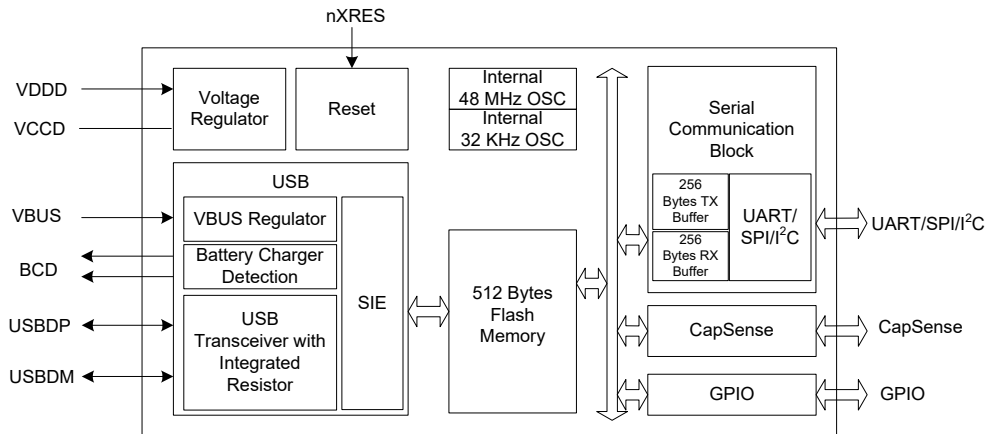 nXRES
VDDD
VCCD
VBUS
BCD
USBDP
USBDM
Voltage
Regulator
Reset
Internal
48 MHz OSC
Internal
32 KHz OSC
USB
VBUS Regulator
Battery Charger
Detection
USB
Transceiver with
Integrated
Resistor
SIE
512 Bytes
Flash
Memory
Serial
Communication
Block
256
Bytes TX
Buffer
256
Bytes RX
Buffer
UART/
SPI/I²C
CapSense
GPIO
UART/SPI/I²C
CapSense
GPIO